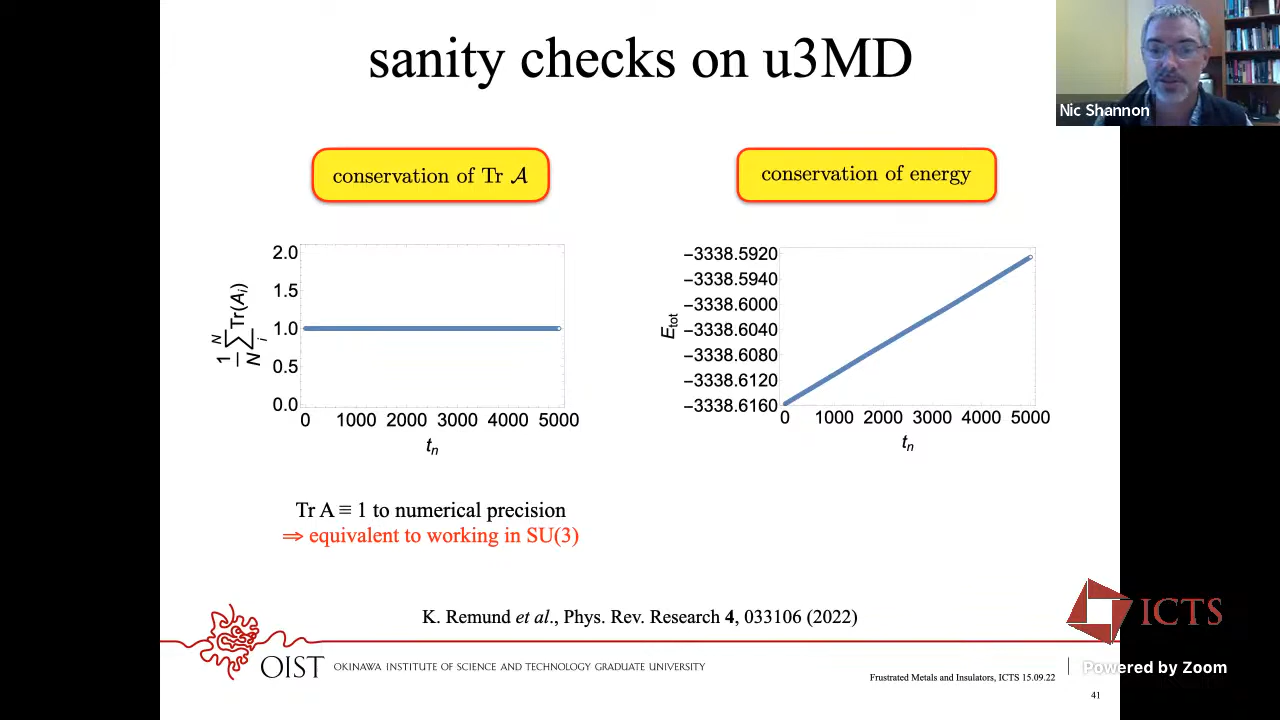 sanity checks on u3MD
Nic Shannon
conservation of Tr 𝒜
conservation of energy
2.0
1.5
1.0
0.5
0.0
1/N ∑_i^N Tr(A_i)
0 1000 2000 3000 4000 5000
t_n
−3338.5920
−3338.5940
−3338.6000
−3338.6040
−3338.6080
−3338.6120
−3338.6160
E_tot
0 1000 2000 3000 4000 5000
t_n
Tr A ≡ 1 to numerical precision
⇒ equivalent to working in SU(3)
K. Remund et al., Phys. Rev. Research 4, 033106 (2022)
ICTS
OIST OKINAWA INSTITUTE OF SCIENCE AND TECHNOLOGY GRADUATE UNIVERSITY
Powered by Zoom
Frustrated Metals and Insulators, ICTS 15.09.22
41